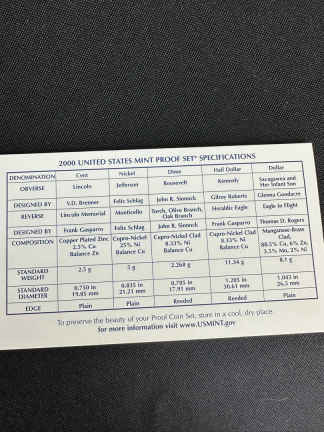 2000 UNITED STATES MINT PROOF SET® SPECIFICATIONS
DENOMINATION Cent Nickel Dime Half Dollar Dollar
OBVERSE Lincoln Jefferson Roosevelt Kennedy Sacagawea and Her Infant Son
DESIGNED BY V.D. Brenner Felix Schlag John R. Sinnock Gilroy Roberts Glenna Goodacre
REVERSE Lincoln Memorial Monticello Torch, Olive Branch, Oak Branch Heraldic Eagle Eagle in Flight
DESIGNED BY Frank Gasparro Felix Schlag John R. Sinnock Frank Gasparro Thomas D. Rogers
COMPOSITION Copper Plated Zinc 2.5% Cu Balance Zn Cupro-Nickel 25% Ni Balance Cu Cupro-Nickel Clad 8.33% Ni Balance Cu Cupro-Nickel Clad 8.33% Ni Balance Cu Manganese-Brass Clad, 88.5% Cu, 6% Zn, 3.5% Mn, 2% Ni
STANDARD WEIGHT 2.5 g 5 g 2.268 g 11.34 g 8.1 g
STANDARD DIAMETER 0.750 in 19.05 mm 0.835 in 21.21 mm 0.705 in 17.91 mm 1.205 in 30.61 mm 1.043 in 26.5 mm
EDGE Plain Plain Reeded Reeded Plain
To preserve the beauty of your Proof Coin Set, store in a cool, dry place.
for more information visit www.USMINT.gov